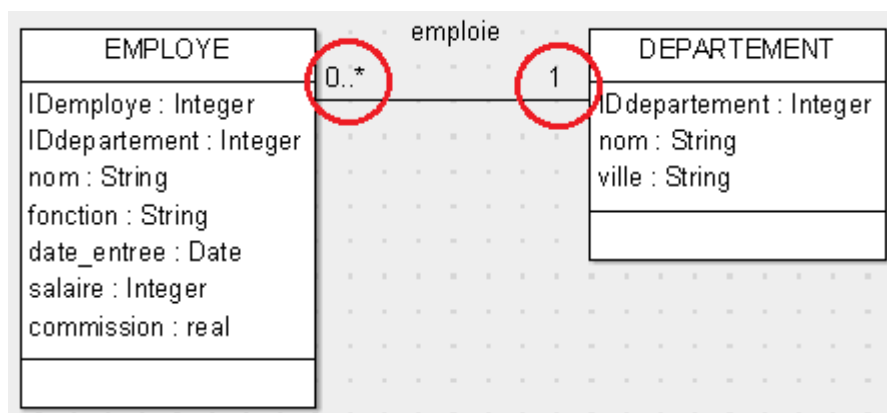 EMPLOYE
IDemploye : Integer
IDdepartement : Integer
nom : String
fonction : String
date_entree : Date
salaire : Integer
commission : real
emploie
0..*
1
DEPARTEMENT
IDdepartement : Integer
nom : String
ville : String